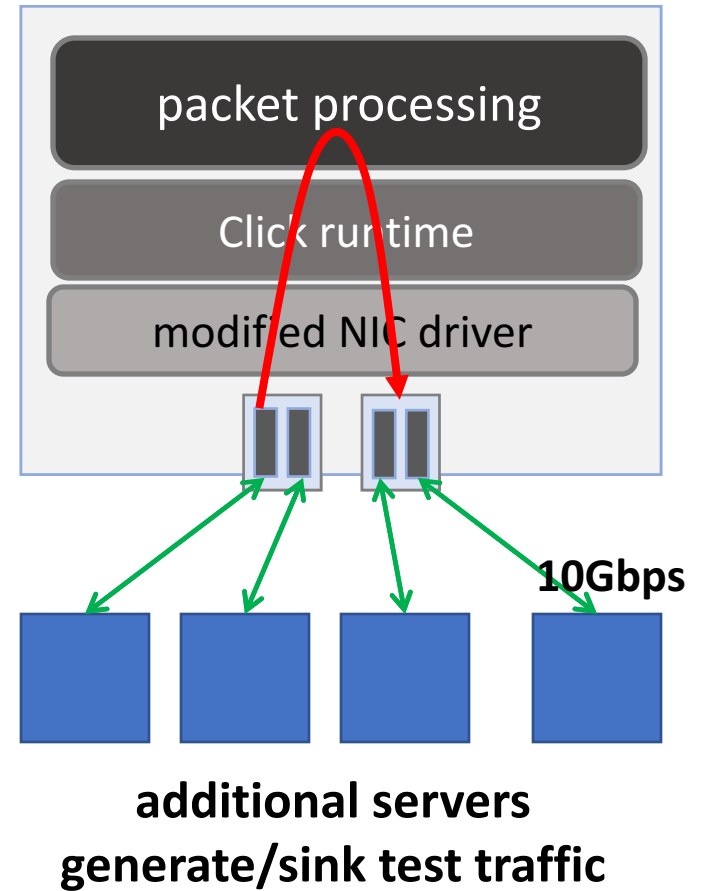 packet processing
Click runtime
modified NIC driver
10Gbps
additional servers
generate/sink test traffic